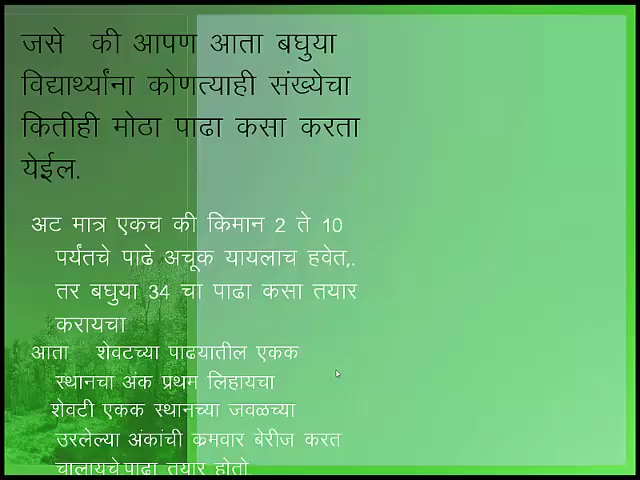 जसे की आपण आता बघुया
विद्यार्थ्यांना कोणत्याही संख्येचा
कितीही मोठा पाढा कसा करता
येईल.
अट मात्र एकच की किमान 2 ते 10
पर्यंतचे पाढे अचूक यायलाच हवेत,.
तर बघुया 34 चा पाढा कसा तयार
करायचा
आता शेवटच्या पाढयातील एकक
स्थानचा अंक प्रथम लिहायचा
शेवटी एकक स्थानच्या जवळच्या
उरलेल्या अंकांची क्रमवार बेरीज करत
चालायचे पाढा तयार होतो